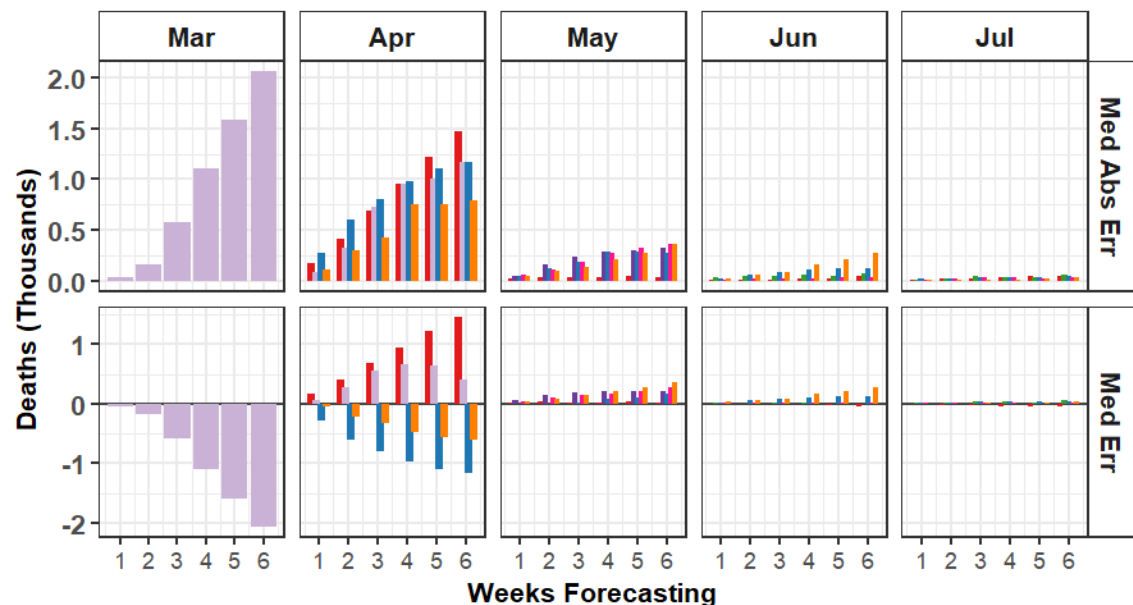 Mar Apr May Jun Jul
Deaths (Thousands)
2.0
1.5
1.0
0.5
0.0
Med Abs Err
1
0
-1
-2
Med Err
1 2 3 4 5 6 1 2 3 4 5 6 1 2 3 4 5 6 1 2 3 4 5 6 1 2 3 4 5 6
Weeks Forecasting